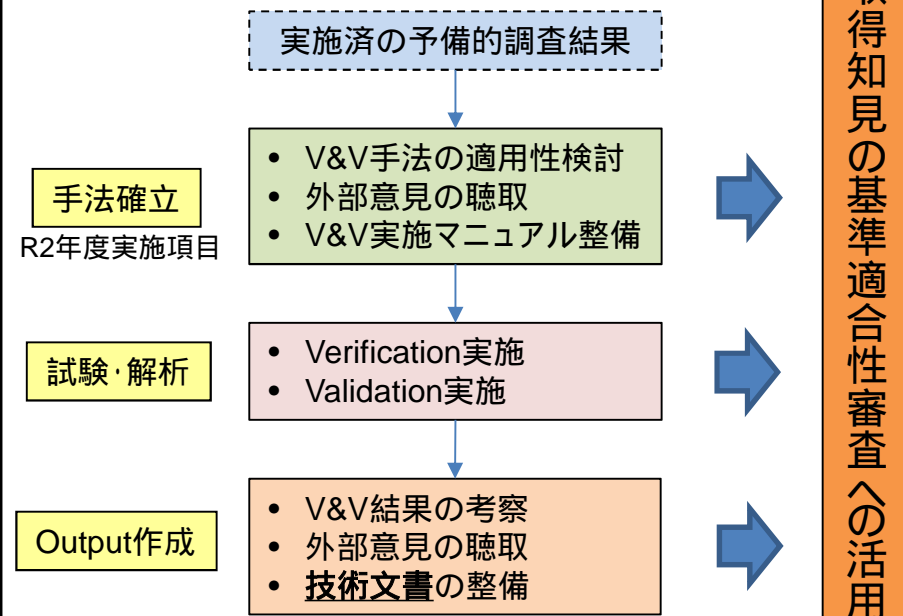 実施済の予備的調査結果
手法確立
R2年度実施項目
• V&V手法の適用性検討
• 外部意見の聴取
• V&V実施マニュアル整備
試験・解析
• Verification実施
• Validation実施
Output作成
• V&V結果の考察
• 外部意見の聴取
• 技術文書の整備
得知見の基準適合性審査への活用